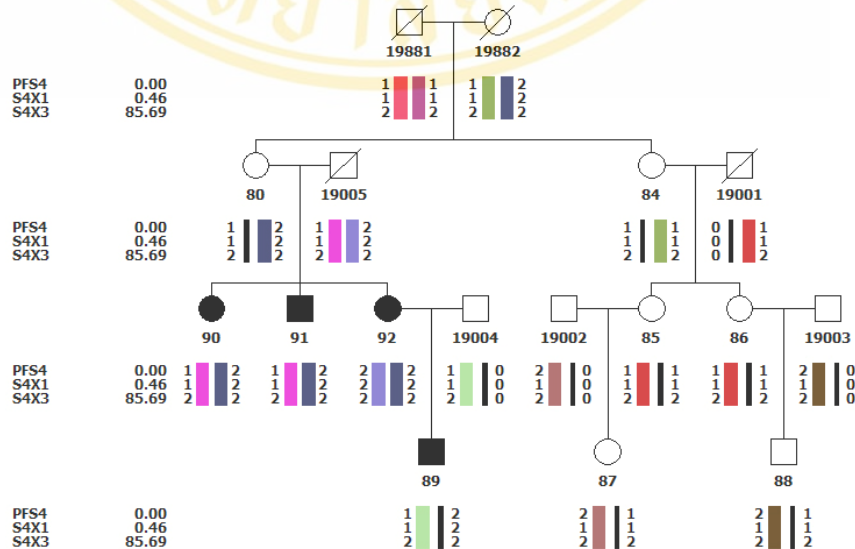 19881 19882
PFS4 0.00 1 1 1 2
S4X1 0.46 1 1 1 2
S4X3 85.69 2 2 2 2
80 19005 84 19001
PFS4 0.00 1 2 1 2 1 1 0 1
S4X1 0.46 1 2 1 2 1 1 0 1
S4X3 85.69 2 2 2 2 2 2 0 2
90 91 92 19004 19002 85 86 19003
PFS4 0.00 1 2 1 2 2 2 1 0 2 0 1 1 1 1 2 0
S4X1 0.46 1 2 1 2 2 2 1 0 1 0 1 1 1 1 1 0
S4X3 85.69 2 2 2 2 2 2 2 0 2 0 2 2 2 2 2 0
89 87 88
PFS4 0.00 1 2 2 1 2 1
S4X1 0.46 1 2 1 1 1 1
S4X3 85.69 2 2 2 2 2 2